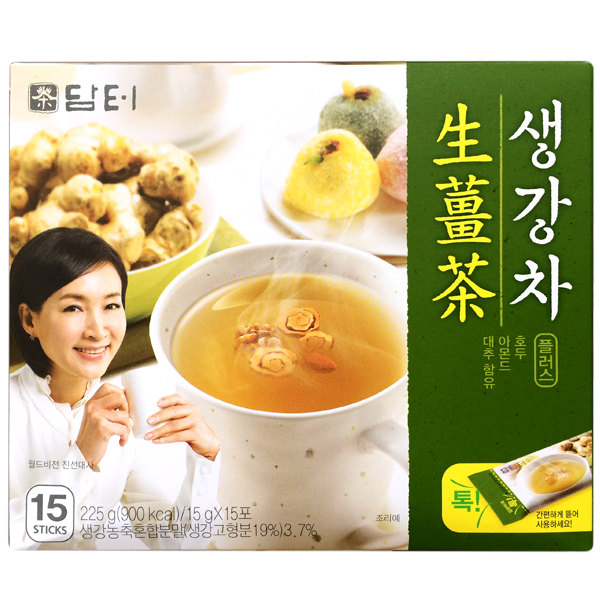 茶 담터
생강차
生薑茶
플러스
호두
아몬드
대추 함유
월드비전 친선대사
15
STICKS
225 g(900 kcal)/15 gX15포
생강농축혼합분말(생강고형분19%)3.7%
조리예
톡!
간편하게 뜯어
사용하세요!